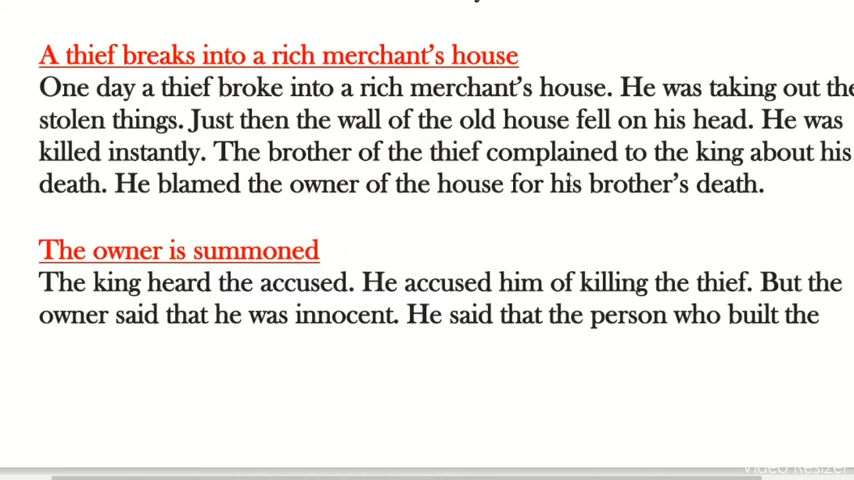 A thief breaks into a rich merchant's house
One day a thief broke into a rich merchant's house. He was taking out the
stolen things. Just then the wall of the old house fell on his head. He was
killed instantly. The brother of the thief complained to the king about his
death. He blamed the owner of the house for his brother's death.
The owner is summoned
The king heard the accused. He accused him of killing the thief. But the
owner said that he was innocent. He said that the person who built the
Video Resizer